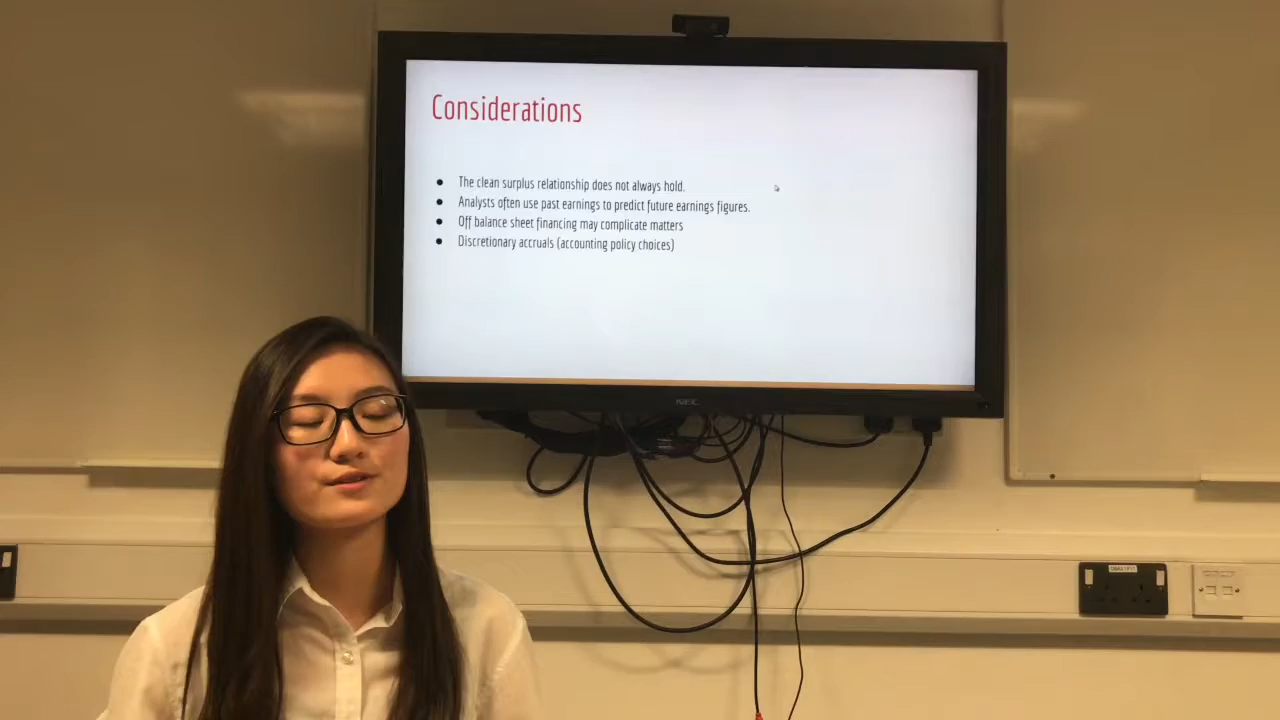 Considerations
● The clean surplus relationship does not always hold.
● Analysts often use past earnings to predict future earnings figures.
● Off balance sheet financing may complicate matters
● Discretionary accruals (accounting policy choices)
NEC